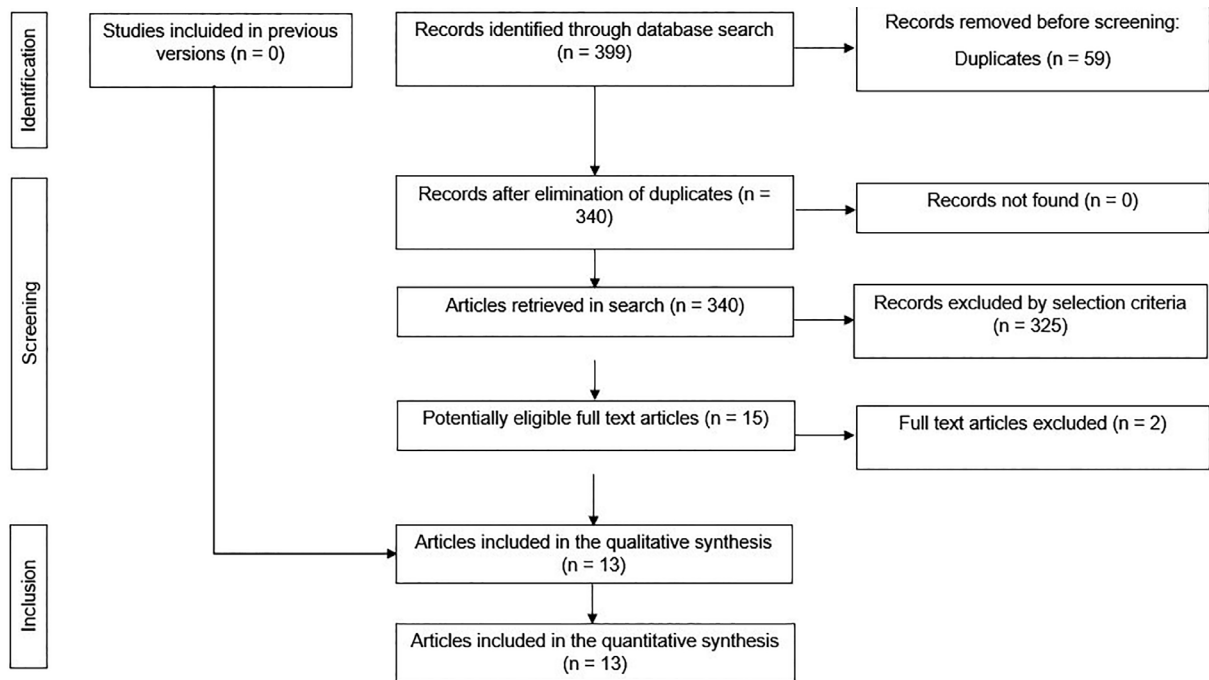 Identification
Studies incluided in previous
versions (n = 0)
Records identified through database search
(n = 399)
Records removed before screening:
Duplicates (n = 59)
Screening
Records after elimination of duplicates (n =
340)
Records not found (n = 0)
Articles retrieved in search (n = 340)
Records excluded by selection criteria
(n = 325)
Potentially eligible full text articles (n = 15)
Full text articles excluded (n = 2)
Inclusion
Articles included in the qualitative synthesis
(n = 13)
Articles included in the quantitative synthesis
(n = 13)